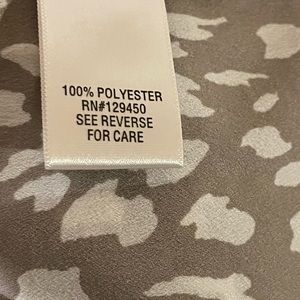 100% POLYESTER
RN#129450
SEE REVERSE
FOR CARE